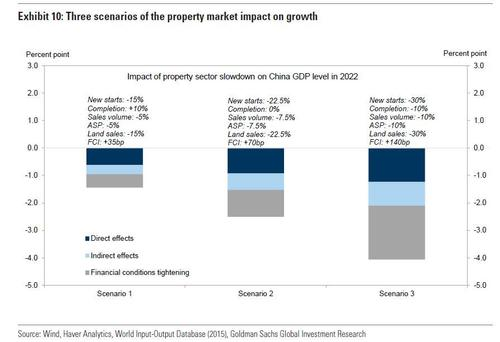 Exhibit 10: Three scenarios of the property market impact on growth
Percent point
Percent point
Impact of property sector slowdown on China GDP level in 2022
3.0
2.0
1.0
0.0
-1.0
-2.0
-3.0
-4.0
-5.0
New starts: -15%
Completion: +10%
Sales volume: -5%
ASP: -5%
Land sales: -15%
FCI: +35bp
New starts: -22.5%
Completion: 0%
Sales volume: -7.5%
ASP: -7.5%
Land sales: -22.5%
FCI: +70bp
New starts: -30%
Completion: -10%
Sales volume: -10%
ASP: -10%
Land sales: -30%
FCI: +140bp
3.0
2.0
1.0
0.0
-1.0
-2.0
-3.0
-4.0
-5.0
Direct effects
Indirect effects
Financial conditions tightening
Scenario 1
Scenario 2
Scenario 3
Source: Wind, Haver Analytics, World Input-Output Database (2015), Goldman Sachs Global Investment Research